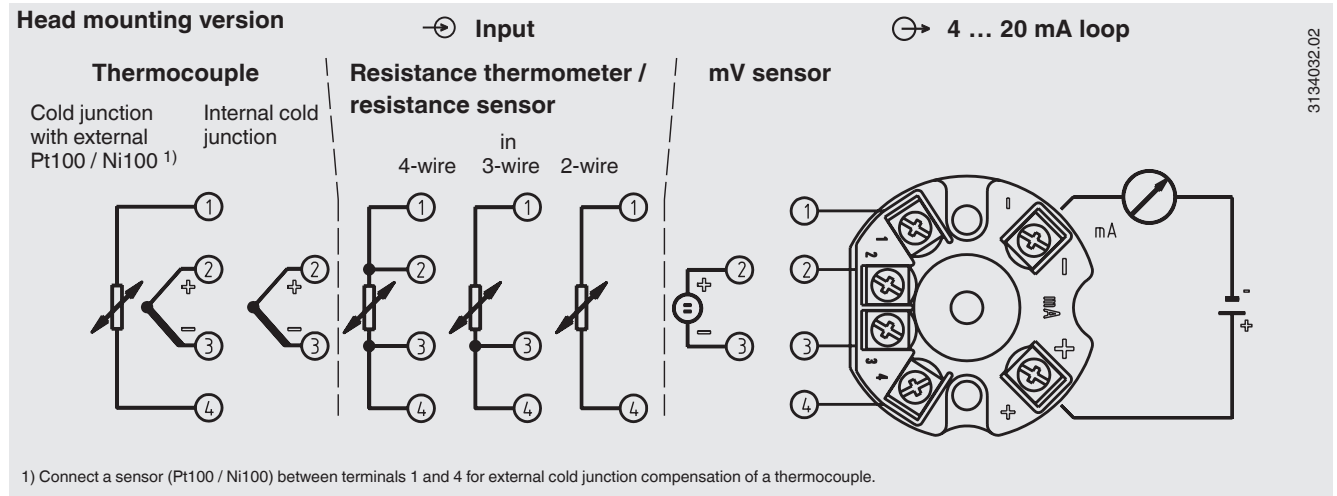 Head mounting version
Input
4 … 20 mA loop
3134032.02
Thermocouple
Resistance thermometer /
resistance sensor
mV sensor
Cold junction
with external
Pt100 / Ni100 1)
Internal cold
junction
in
4-wire 3-wire 2-wire
1
2
+
−
3
4
2
+
−
3
1
2
3
4
1
3
4
1
4
2
+
−
3
1
2
3
4
1
2
3
4
−
−
mA
+
+
mA
-
+
1) Connect a sensor (Pt100 / Ni100) between terminals 1 and 4 for external cold junction compensation of a thermocouple.